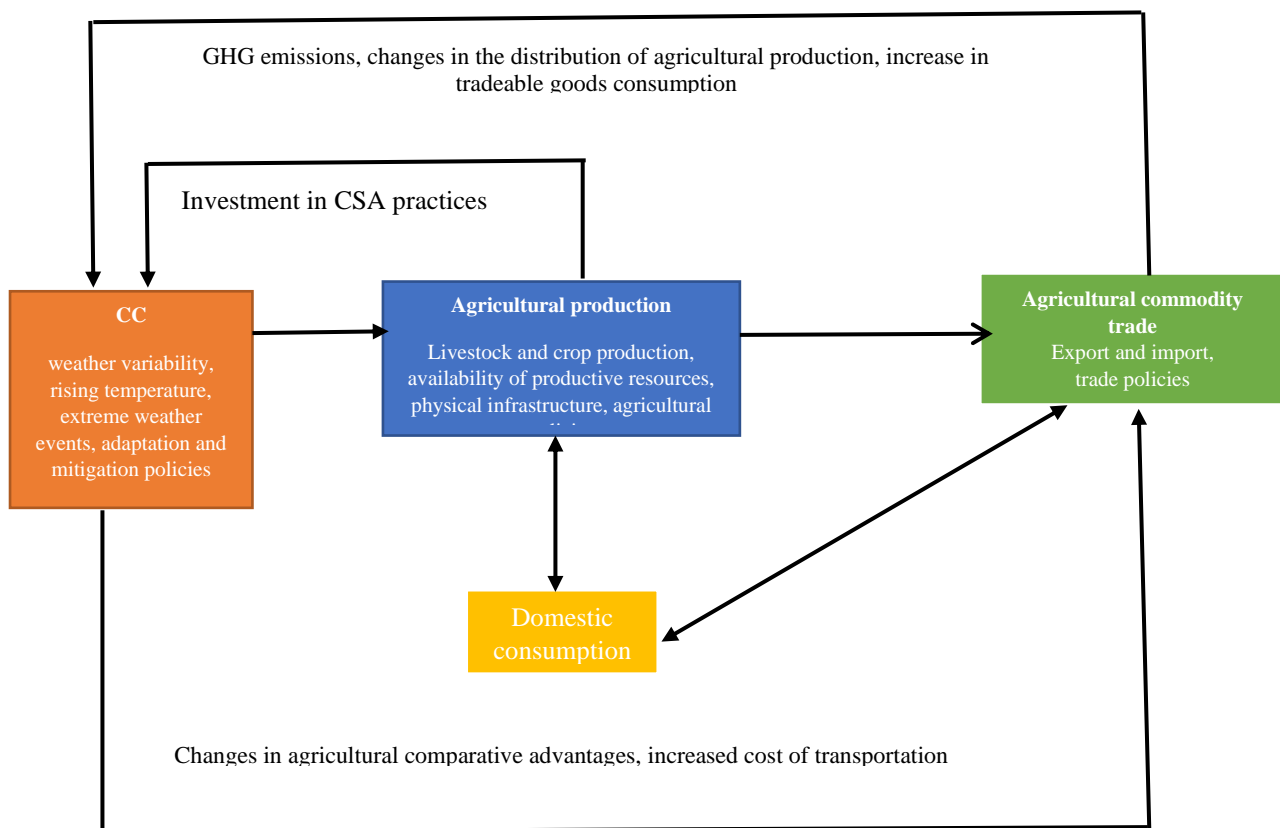 GHG emissions, changes in the distribution of agricultural production, increase in
tradeable goods consumption
Investment in CSA practices
CC
weather variability,
rising temperature,
extreme weather
events, adaptation and
mitigation policies
Agricultural production
Livestock and crop production,
availability of productive resources,
physical infrastructure, agricultural
Agricultural commodity
trade
Export and import,
trade policies
Domestic
consumption
Changes in agricultural comparative advantages, increased cost of transportation